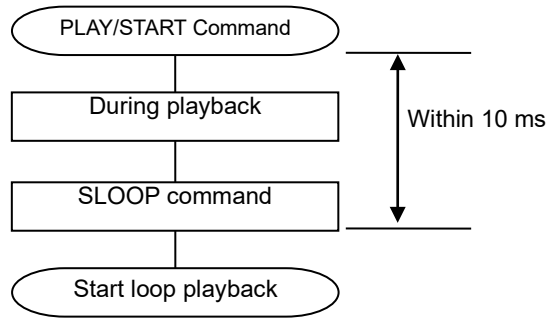 PLAY/START Command
During playback
Within 10 ms
SLOOP command
Start loop playback